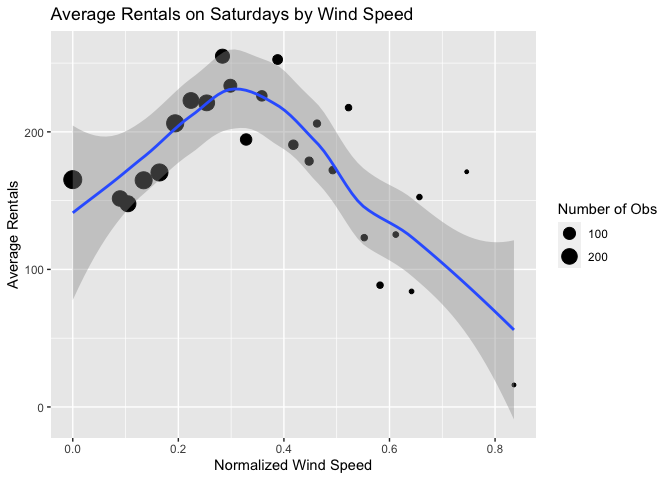 Average Rentals on Saturdays by Wind Speed
Average Rentals
200
100
0
0.0 0.2 0.4 0.6 0.8
Normalized Wind Speed
Number of Obs
100
200